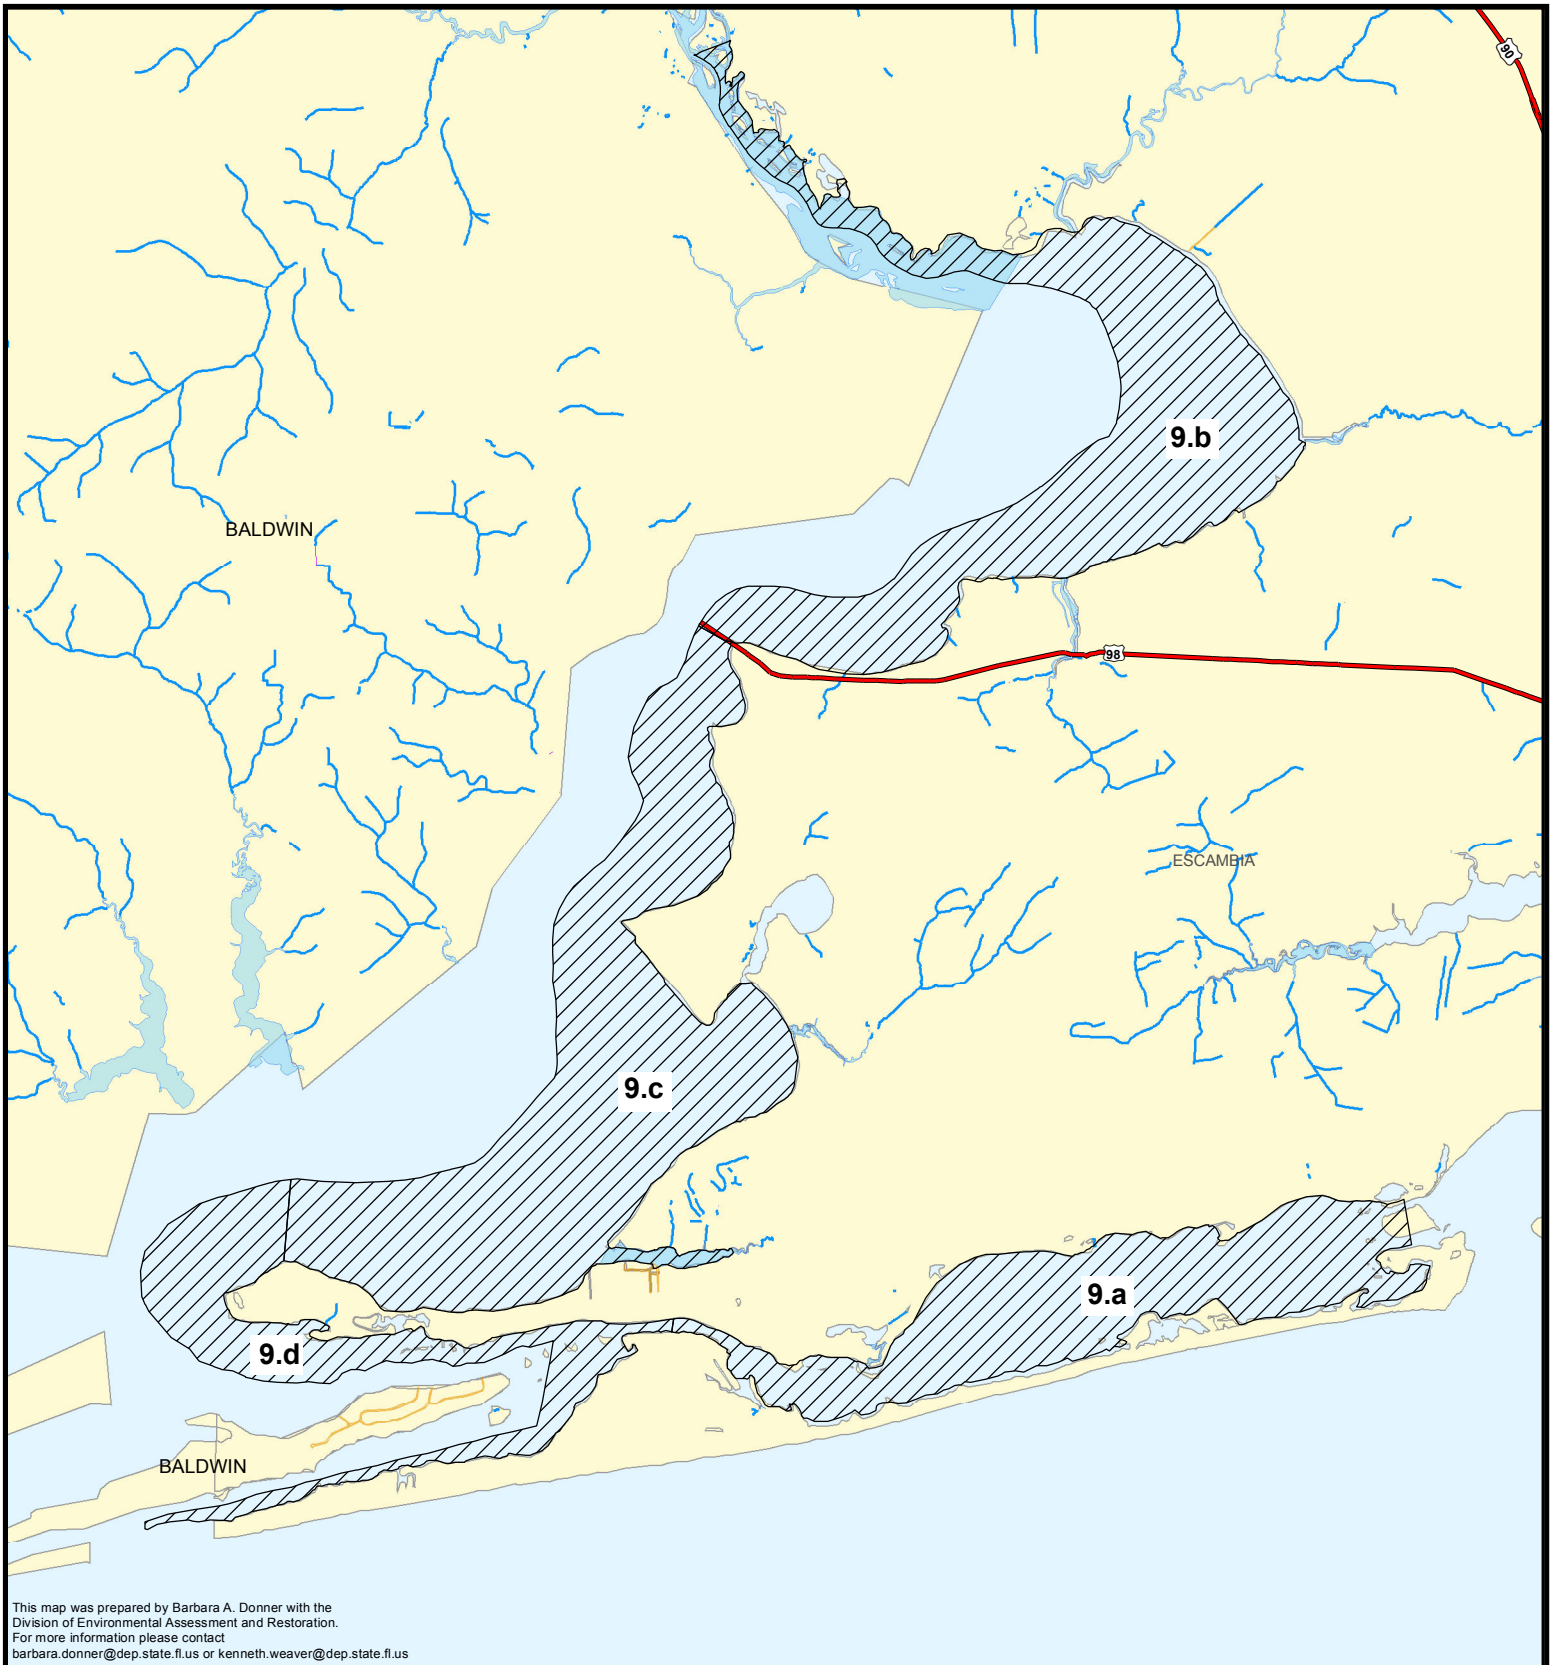 90
9.b
BALDWIN
98
ESCAMBIA
9.c
9.a
9.d
BALDWIN
This map was prepared by Barbara A. Donner with the
Division of Environmental Assessment and Restoration.
For more information please contact
barbara.donner@dep.state.fl.us or kenneth.weaver@dep.state.fl.us